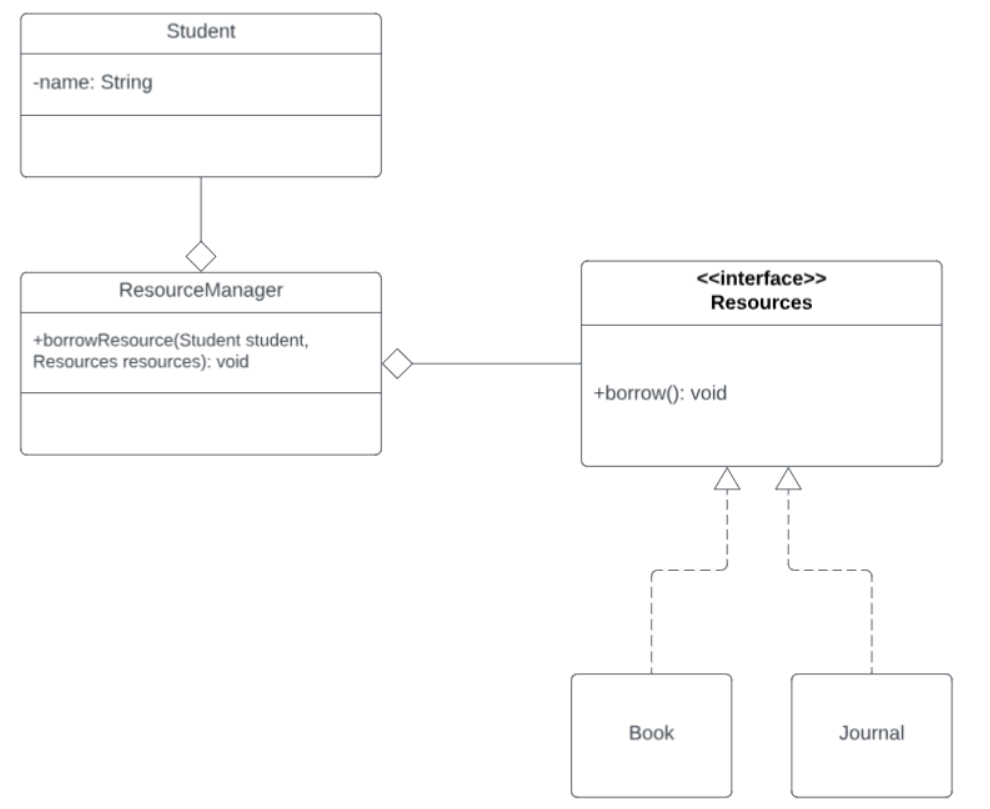 Student
-name: String
ResourceManager
+borrowResource(Student student,
Resources resources): void
<<interface>>
Resources
+borrow(): void
Book
Journal